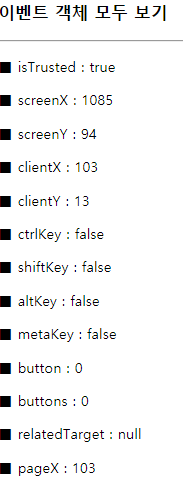 이벤트 객체 모두 보기
■ isTrusted : true
■ screenX : 1085
■ screenY : 94
■ clientX : 103
■ clientY : 13
■ ctrlKey : false
■ shiftKey : false
■ altKey : false
■ metaKey : false
■ button : 0
■ buttons : 0
■ relatedTarget : null
■ pageX : 103